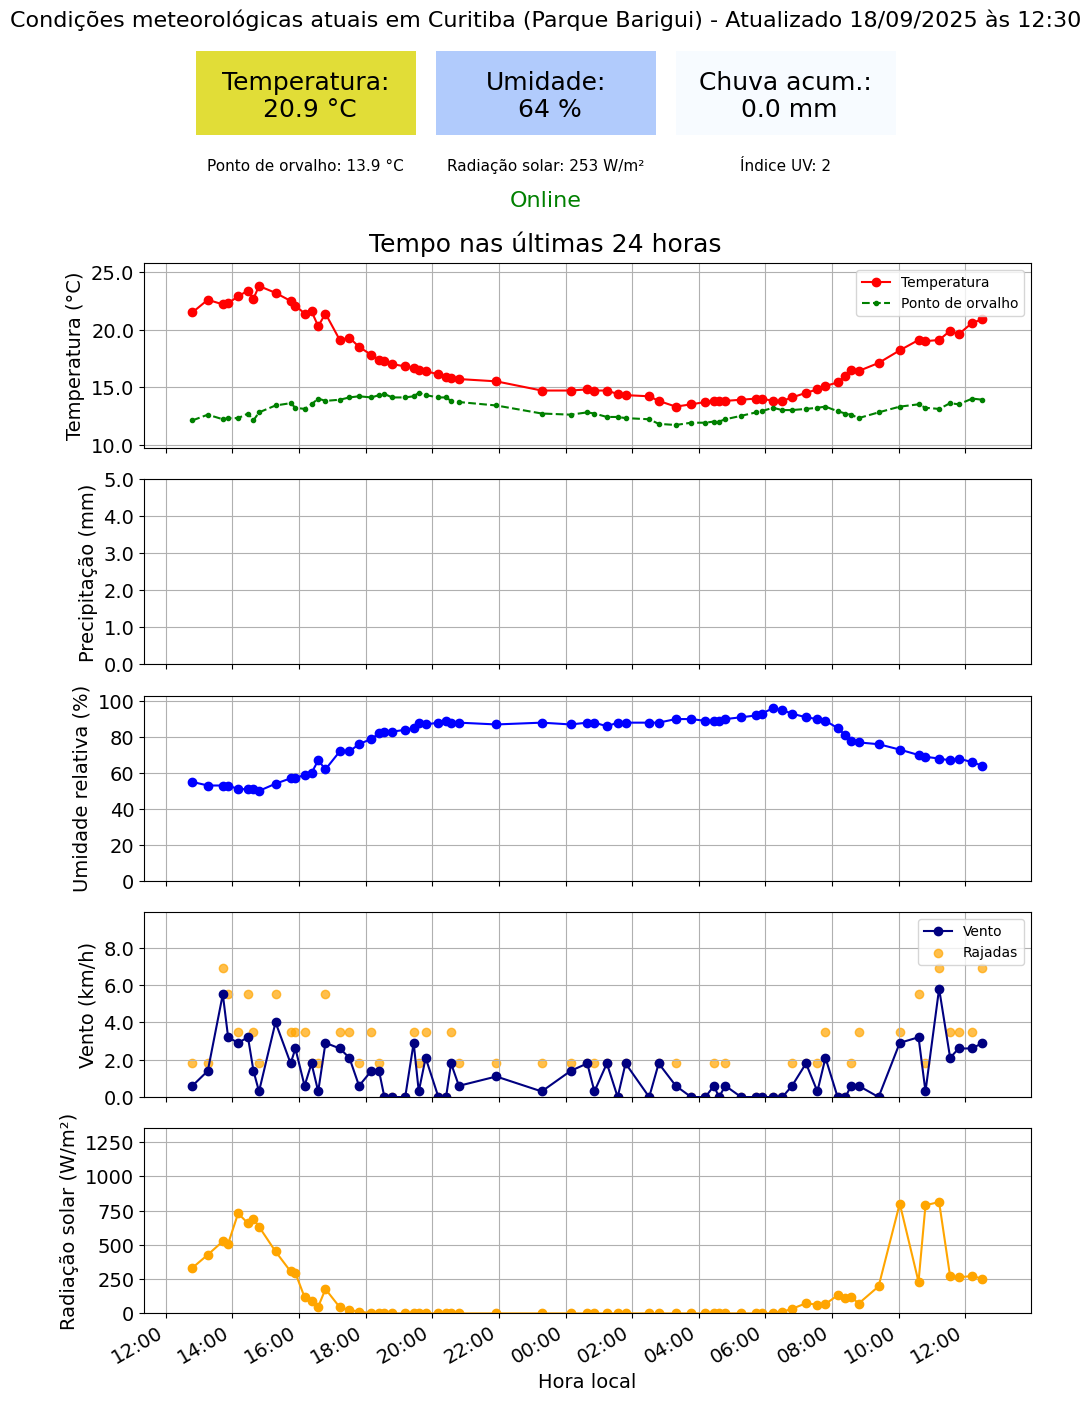 Condições meteorológicas atuais em Curitiba (Parque Barigui) - Atualizado 18/09/2025 às 12:30
Temperatura:
20.9 °C
Umidade:
64 %
Chuva acum.:
0.0 mm
Ponto de orvalho: 13.9 °C
Radiação solar: 253 W/m²
Índice UV: 2
Online
Tempo nas últimas 24 horas
Temperatura (°C)
25.0
20.0
15.0
10.0
Temperatura
Ponto de orvalho
Precipitação (mm)
5.0
4.0
3.0
2.0
1.0
0.0
Umidade relativa (%)
100
80
60
40
20
0
Vento (km/h)
8.0
6.0
4.0
2.0
0.0
Vento
Rajadas
Radiação solar (W/m²)
1250
1000
750
500
250
0
12:00
14:00
16:00
18:00
20:00
22:00
00:00
02:00
04:00
06:00
08:00
10:00
12:00
Hora local